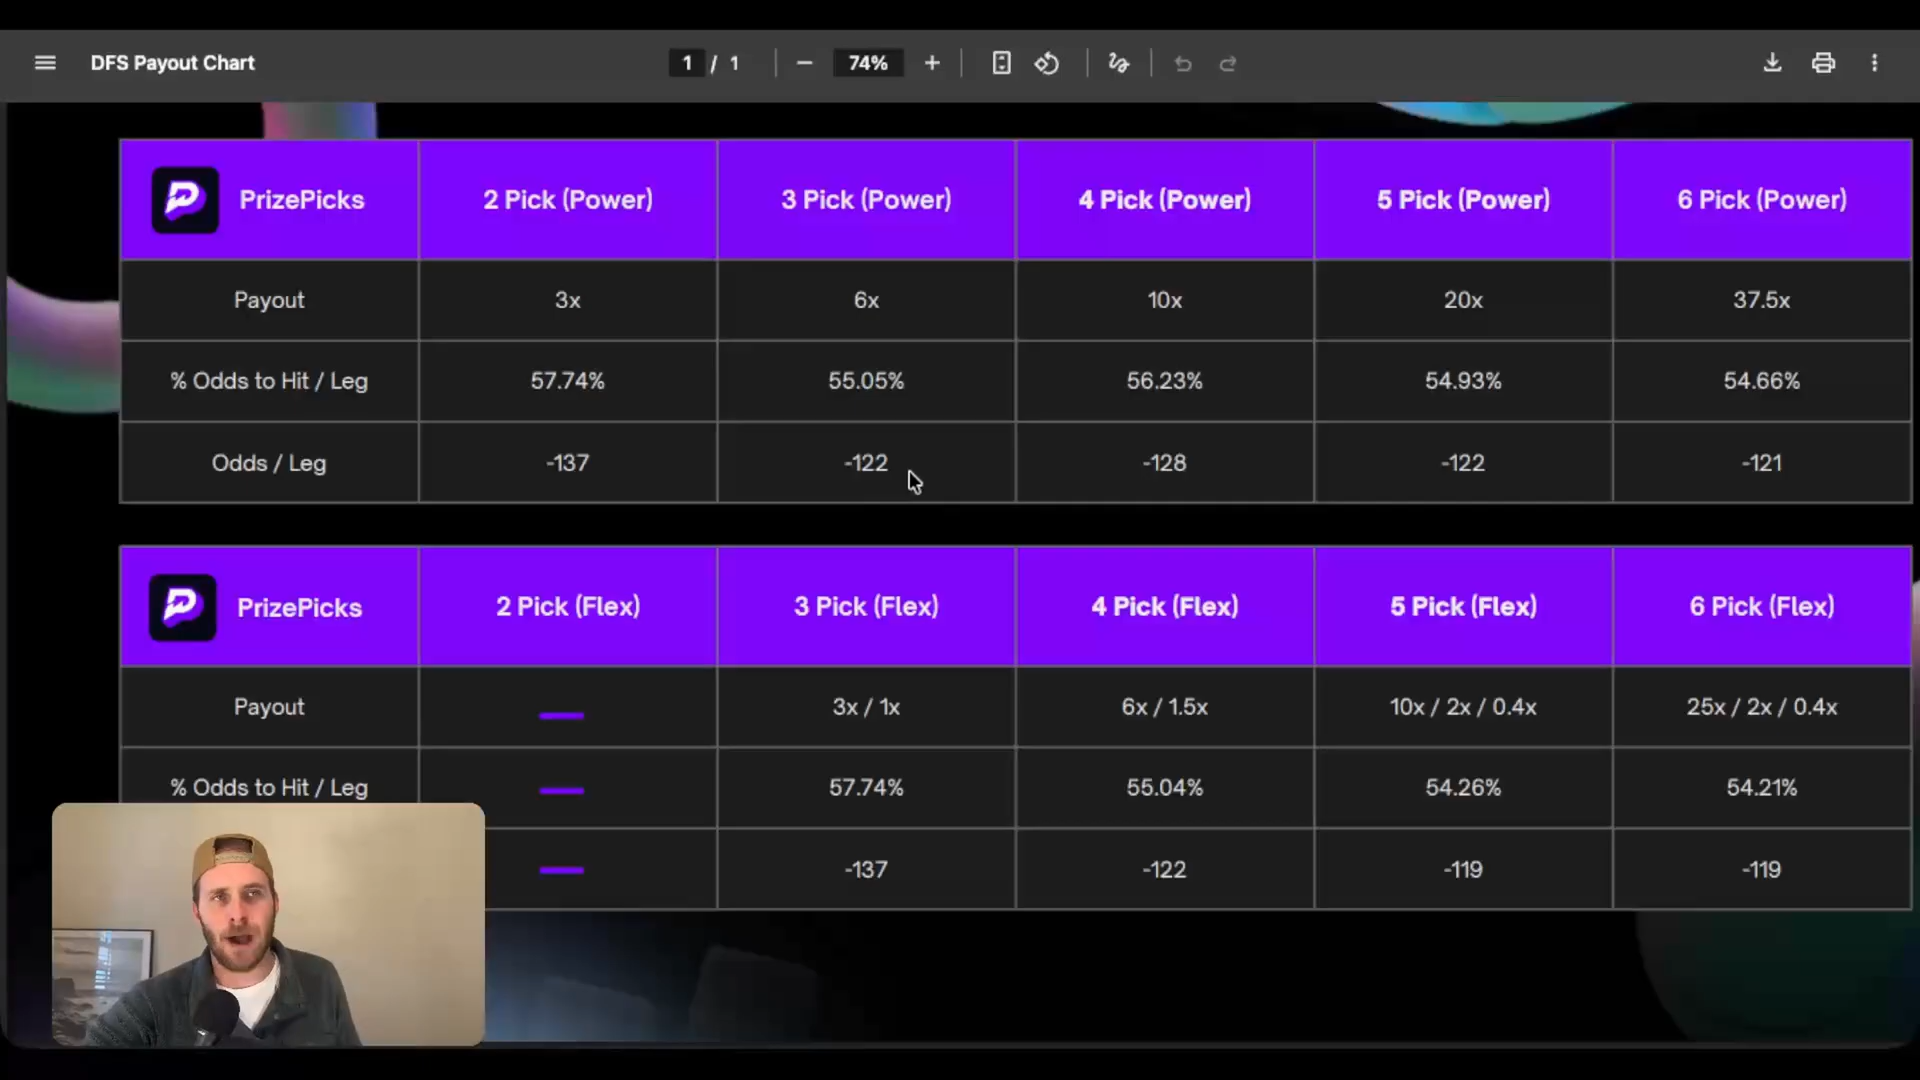 DFS Payout Chart
1 / 1
74%
PrizePicks 2 Pick (Power) 3 Pick (Power) 4 Pick (Power) 5 Pick (Power) 6 Pick (Power)
Payout 3x 6x 10x 20x 37.5x
% Odds to Hit / Leg 57.74% 55.05% 56.23% 54.93% 54.66%
Odds / Leg -137 -122 -128 -122 -121
PrizePicks 2 Pick (Flex) 3 Pick (Flex) 4 Pick (Flex) 5 Pick (Flex) 6 Pick (Flex)
Payout 3x / 1x 6x / 1.5x 10x / 2x / 0.4x 25x / 2x / 0.4x
% Odds to Hit / Leg 57.74% 55.04% 54.26% 54.21%
-137 -122 -119 -119